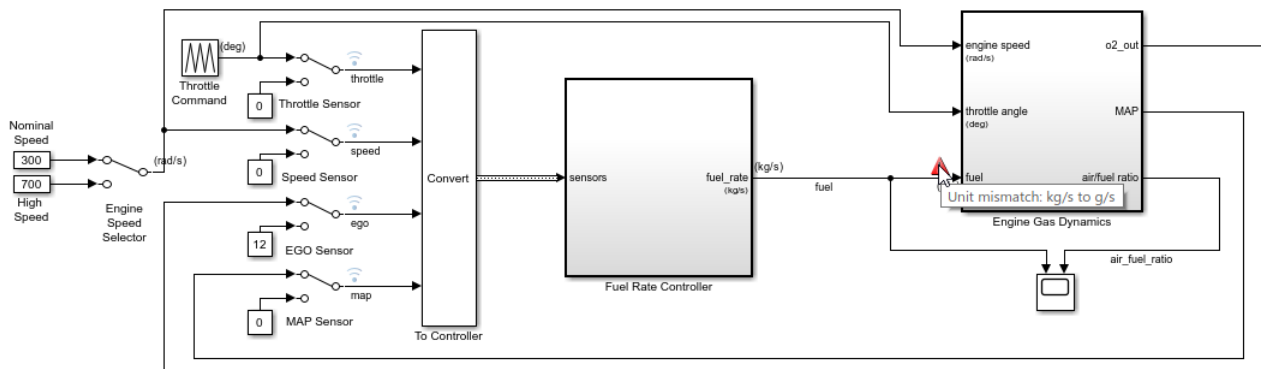 (deg)
Throttle
Command
throttle
0
Throttle Sensor
Nominal
Speed
300
700
High
Speed
(rad/s)
Engine
Speed
Selector
speed
0
Speed Sensor
ego
12
EGO Sensor
map
0
MAP Sensor
Convert
To Controller
sensors
fuel_rate
(kg/s)
Fuel Rate Controller
(kg/s)
fuel
engine speed
(rad/s)
throttle angle
(deg)
fuel
o2_out
MAP
air/fuel ratio
Unit mismatch: kg/s to g/s
Engine Gas Dynamics
air_fuel_ratio